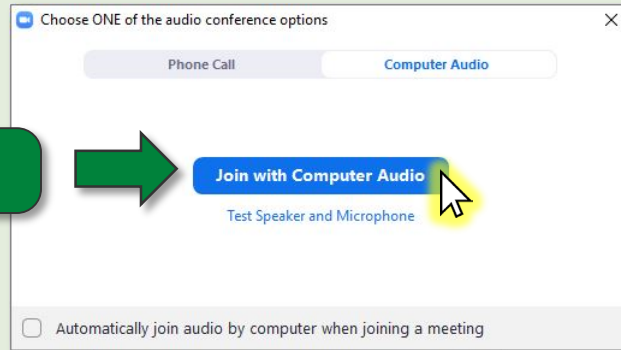 Choose ONE of the audio conference options
Phone Call
Computer Audio
Join with Computer Audio
Test Speaker and Microphone
Automatically join audio by computer when joining a meeting